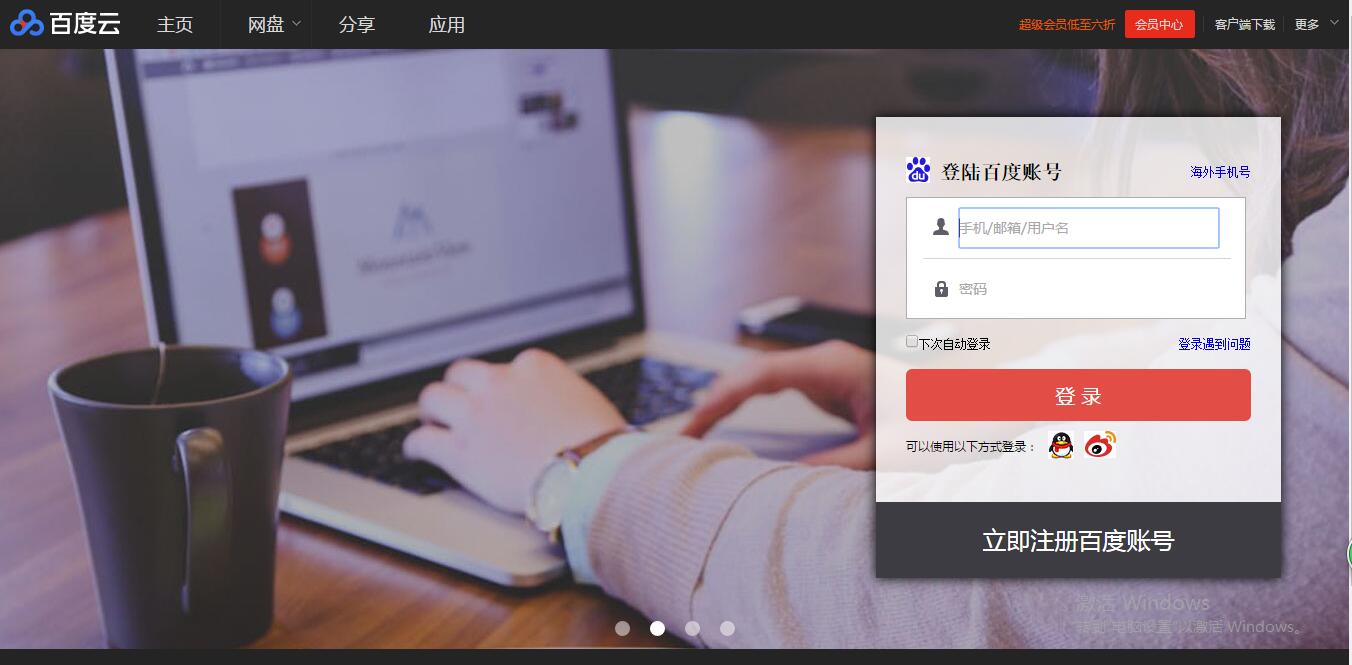 百度云 主页 网盘 分享 应用 超级会员低至六折 会员中心 客户端下载 更多
du 登陆百度账号 海外手机号
手机/邮箱/用户名
密码
下次自动登录 登录遇到问题
登 录
可以使用以下方式登录：
立即注册百度账号
激活 Windows
转到"电脑设置"以激活 Windows。